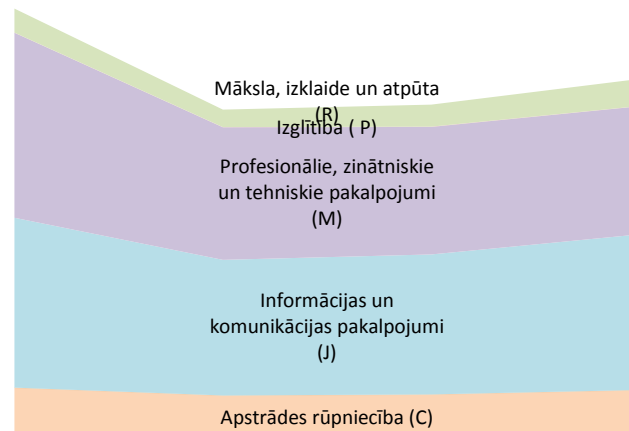 Māksla, izklaide un atpūta
(R)
Izglītība ( P)
Profesionālie, zinātniskie
un tehniskie pakalpojumi
(M)
Informācijas un
komunikācijas pakalpojumi
(J)
Apstrādes rūpniecība (C)